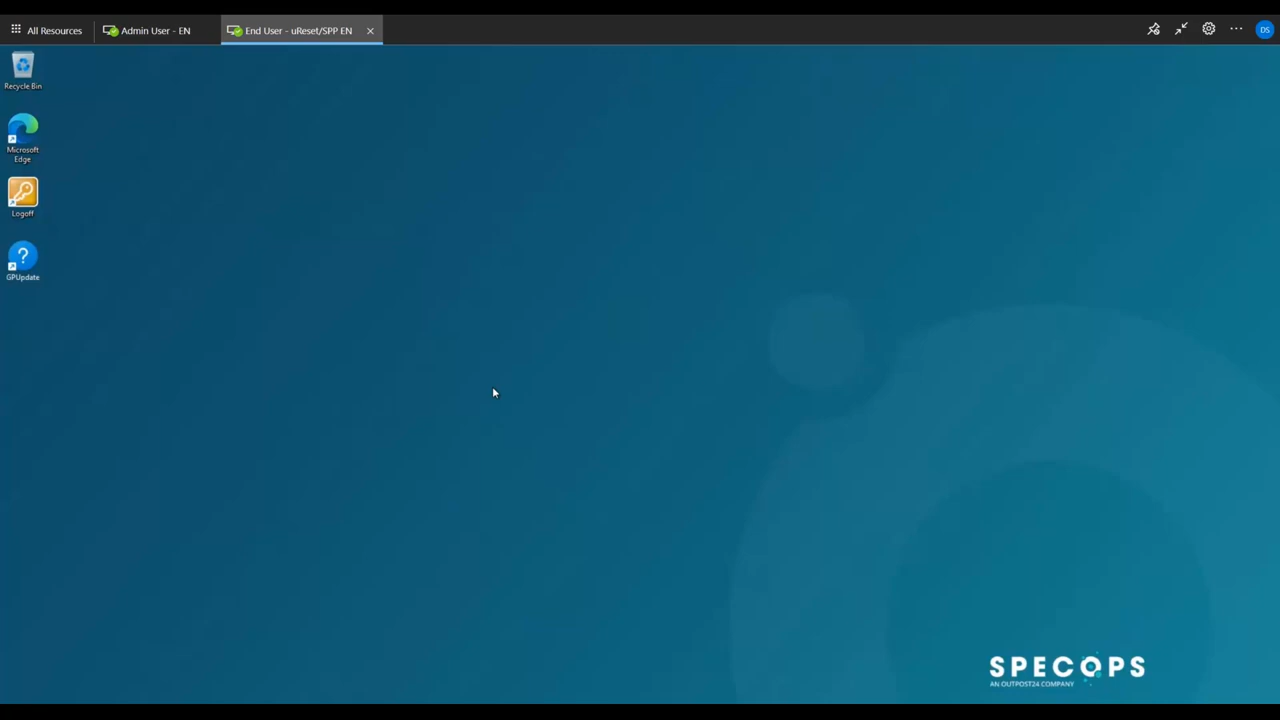 All Resources
Admin User - EN
End User - uReset/SPP EN
DS
Recycle Bin
Microsoft
Edge
Logoff
?
GPUpdate
SPECOPS
AN OUTPOST24 COMPANY